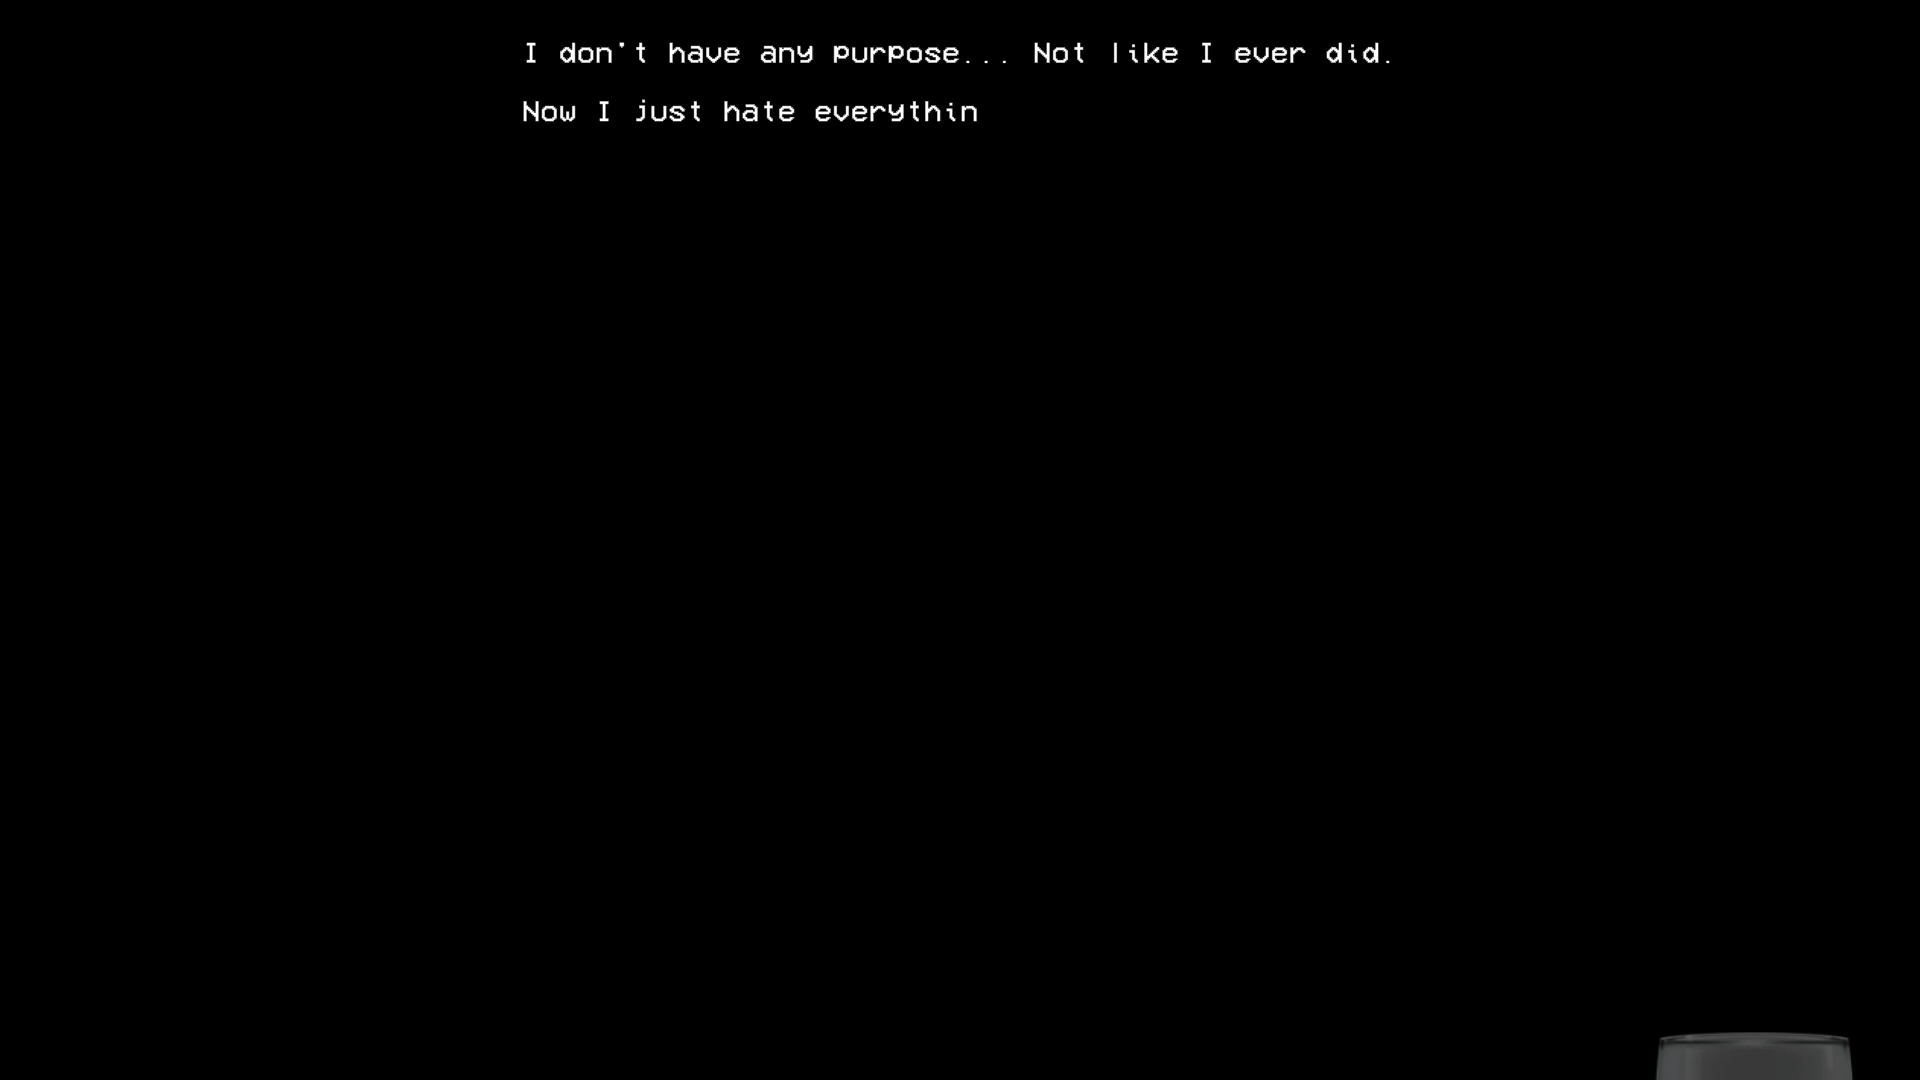 I don't have any purpose... Not like I ever did.
Now I just hate everythin